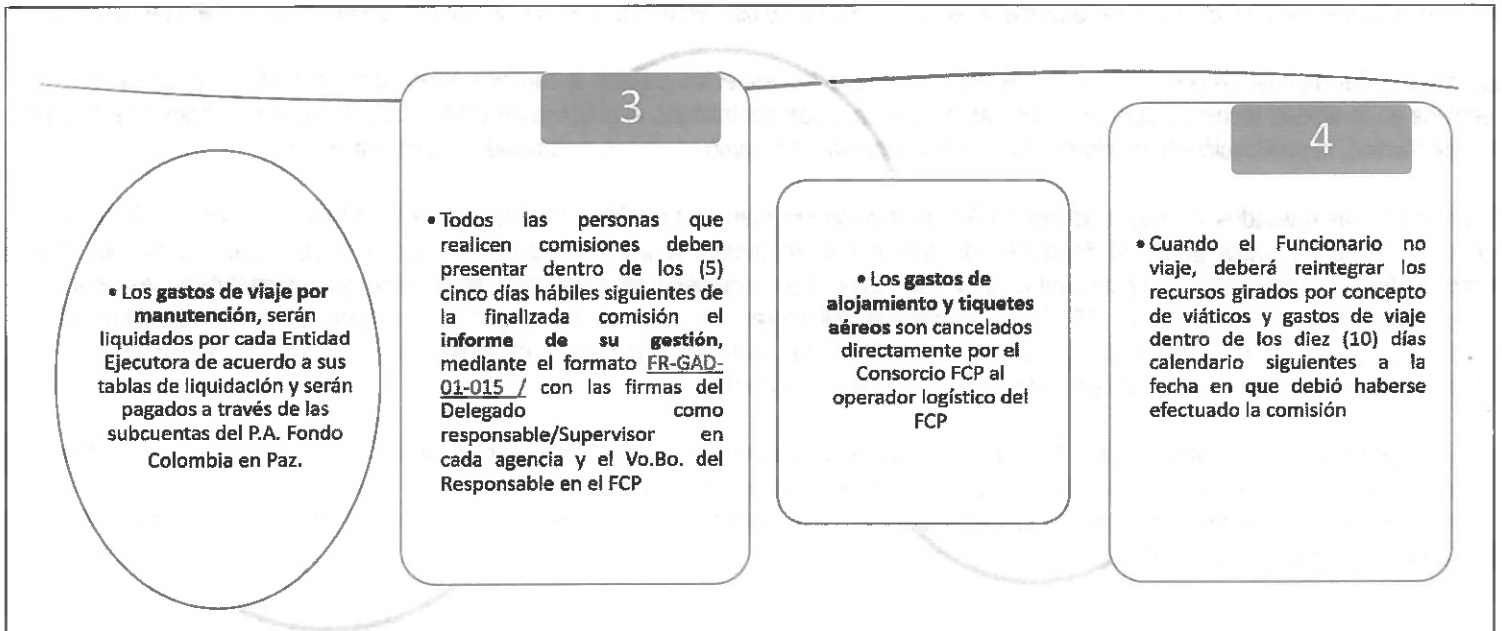 • Los gastos de viaje por
manutención, serán
liquidados por cada Entidad
Ejecutora de acuerdo a sus
tablas de liquidación y serán
pagados a través de las
subcuentas del P.A. Fondo
Colombia en Paz.
3
• Todos las personas que
realicen comisiones deben
presentar dentro de los (5)
cinco días hábiles siguientes de
la finalizada comisión el
informe de su gestión,
mediante el formato FR-GAD-
01-015 / con las firmas del
Delegado como
responsable/Supervisor en
cada agencia y el Vo.Bo. del
Responsable en el FCP
• Los gastos de
alojamiento y tiquetes
aéreos son cancelados
directamente por el
Consorcio FCP al
operador logístico del
FCP
4
• Cuando el Funcionario no
viaje, deberá reintegrar los
recursos girados por concepto
de viáticos y gastos de viaje
dentro de los diez (10) días
calendario siguientes a la
fecha en que debió haberse
efectuado la comisión